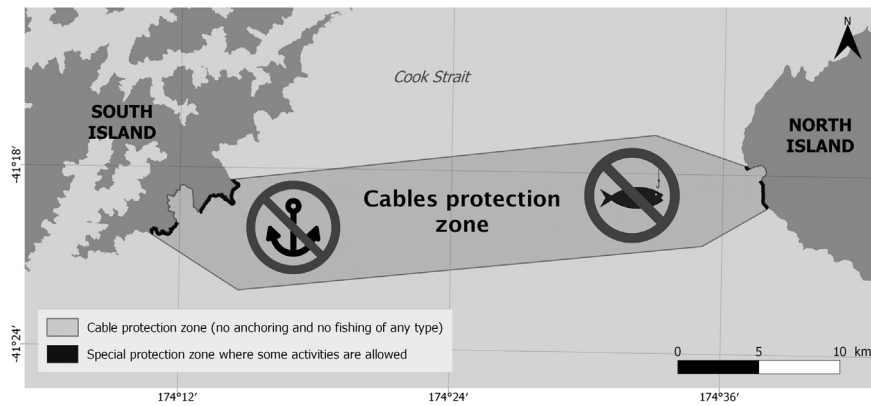 N
Cook Strait
SOUTH
ISLAND
NORTH
ISLAND
-41°18′
Cables protection
zone
Cable protection zone (no anchoring and no fishing of any type)
Special protection zone where some activities are allowed
-41°24′
0 5 10 km
174°12′ 174°24′ 174°36′